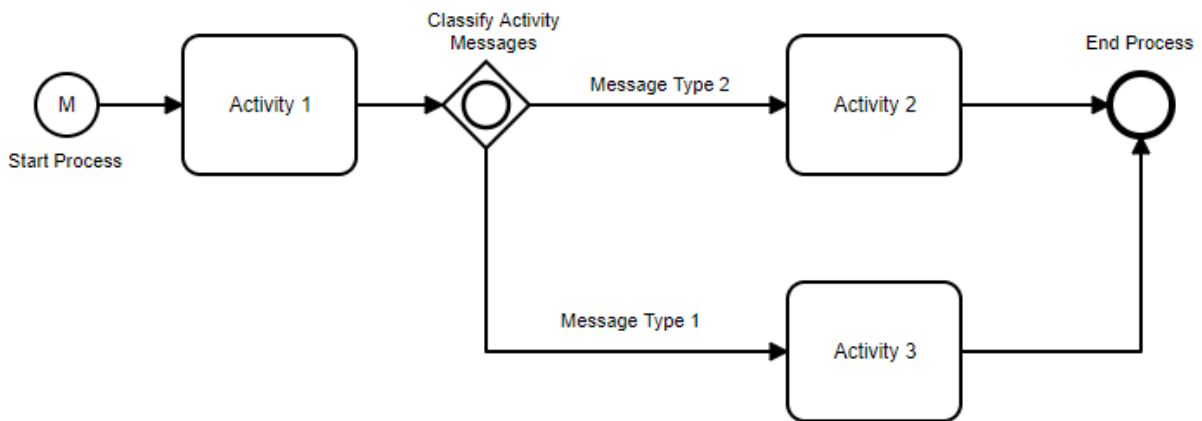 Classify Activity
Messages
End Process
M
Activity 1
Message Type 2
Activity 2
Start Process
Message Type 1
Activity 3